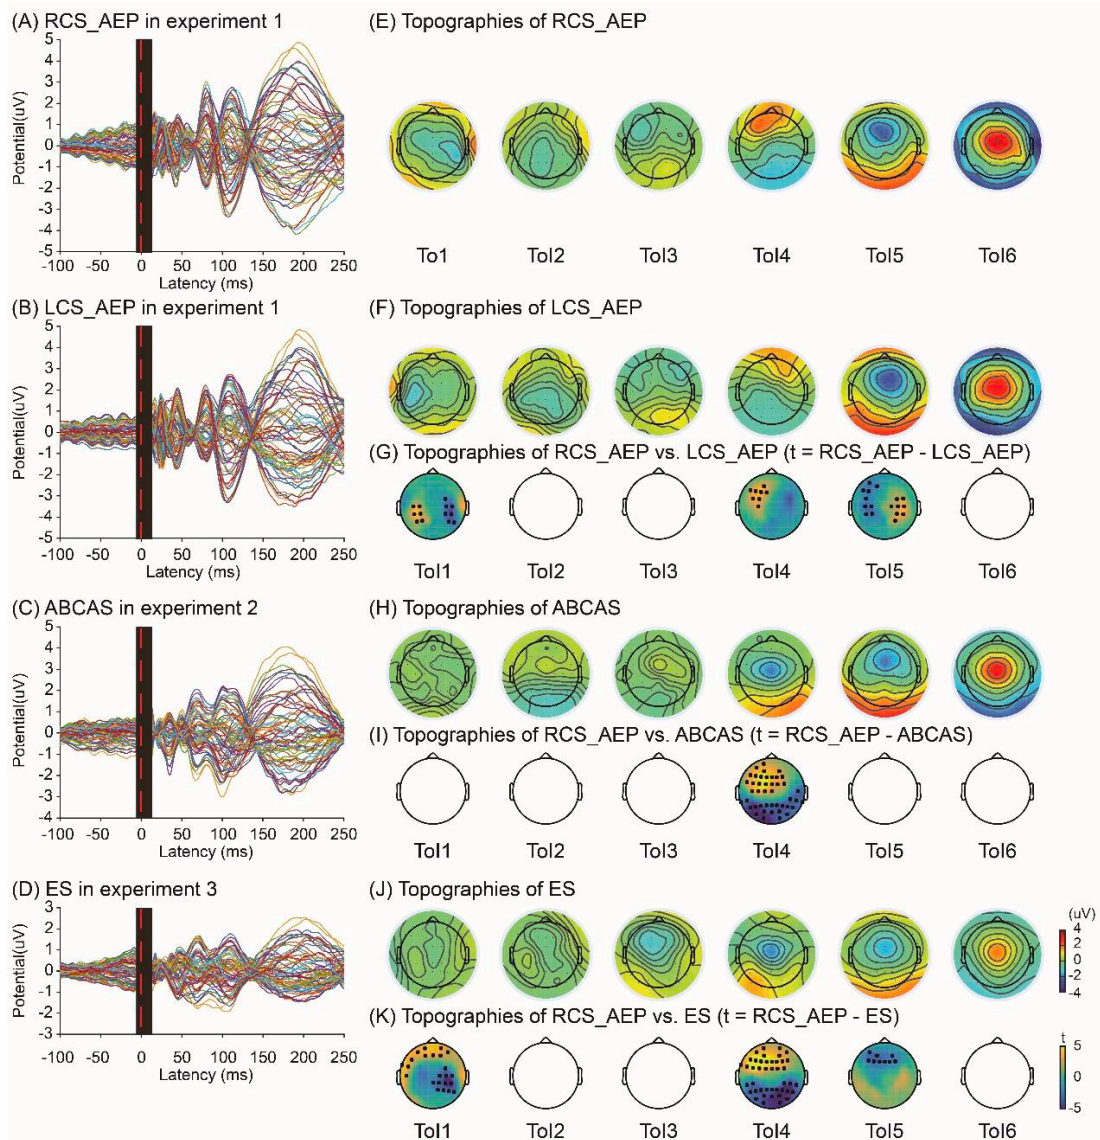 (A) RCS_AEP in experiment 1
(E) Topographies of RCS_AEP
Potential(uV)
5
4
3
2
1
0
-1
-2
-3
-4
-5
-100 -50 0 50 100 150 200 250
Latency (ms)
To1 ToI2 ToI3 ToI4 ToI5 ToI6
(B) LCS_AEP in experiment 1
(F) Topographies of LCS_AEP
Potential(uV)
5
4
3
2
1
0
-1
-2
-3
-4
-5
-100 -50 0 50 100 150 200 250
Latency (ms)
(G) Topographies of RCS_AEP vs. LCS_AEP (t = RCS_AEP - LCS_AEP)
ToI1 ToI2 ToI3 ToI4 ToI5 ToI6
(C) ABCAS in experiment 2
(H) Topographies of ABCAS
Potential(uV)
5
4
3
2
1
0
-1
-2
-3
-4
-100 -50 0 50 100 150 200 250
Latency (ms)
(I) Topographies of RCS_AEP vs. ABCAS (t = RCS_AEP - ABCAS)
ToI1 ToI2 ToI3 ToI4 ToI5 ToI6
(D) ES in experiment 3
(J) Topographies of ES
Potential(uV)
3
2
1
0
-1
-2
-3
-100 -50 0 50 100 150 200 250
Latency (ms)
(uV)
4
2
0
-2
-4
(K) Topographies of RCS_AEP vs. ES (t = RCS_AEP - ES)
t
5
0
-5
ToI1 ToI2 ToI3 ToI4 ToI5 ToI6